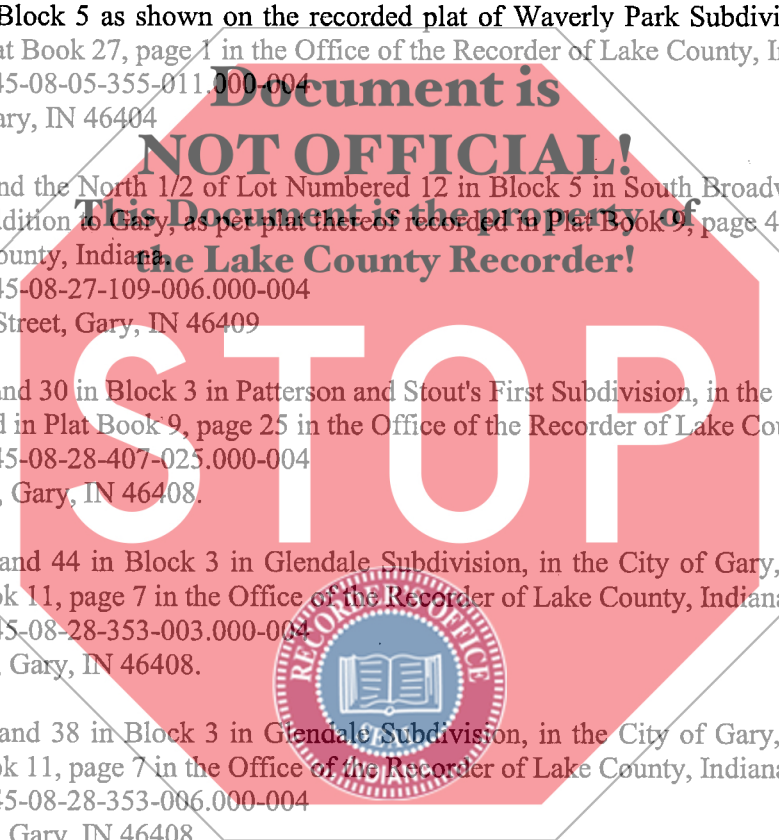 Block 5 as shown on the recorded plat of Waverly Park Subdivi
at Book 27, page 1 in the Office of the Recorder of Lake County, I
45-08-05-355-011.000-004
Document is
ary, IN 46404
NOT OFFICIAL!
nd the North 1/2 of Lot Numbered 12 in Block 5 in South Broadw
This Document is the property of
dition to Gary, as per plat thereof recorded in Plat Book 9, page 4
ounty, Indiana.
the Lake County Recorder!
45-08-27-109-006.000-004
Street, Gary, IN 46409
STOP
and 30 in Block 3 in Patterson and Stout's First Subdivision, in the
d in Plat Book 9, page 25 in the Office of the Recorder of Lake Cou
45-08-28-407-025.000-004
, Gary, IN 46408.
and 44 in Block 3 in Glendale Subdivision, in the City of Gary,
ok 11, page 7 in the Office of the Recorder of Lake County, Indiana
45-08-28-353-003.000-004
RECORDER'S OFFICE
, Gary, IN 46408.
and 38 in Block 3 in Glendale Subdivision, in the City of Gary,
ok 11, page 7 in the Office of the Recorder of Lake County, Indiana
45-08-28-353-006.000-004
, Gary, IN 46408